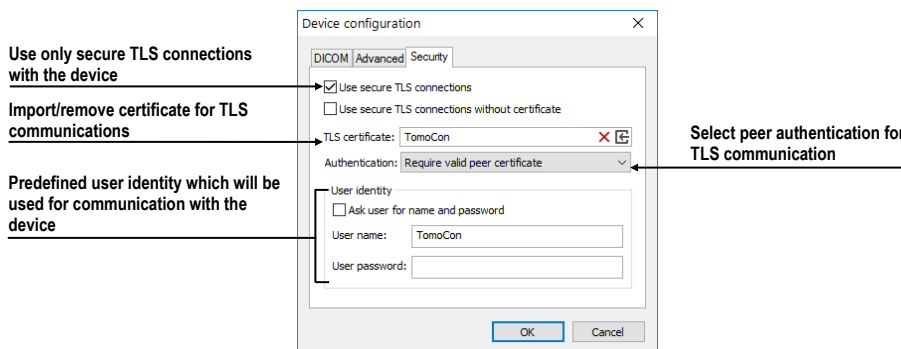 Device configuration
DICOM Advanced Security
Use only secure TLS connections
with the device
Use secure TLS connections
Use secure TLS connections without certificate
Import/remove certificate for TLS
communications
TLS certificate: TomoCon
Authentication: Require valid peer certificate
Select peer authentication for
TLS communication
Predefined user identity which will be
used for communication with the
device
User identity
Ask user for name and password
User name: TomoCon
User password:
OK Cancel